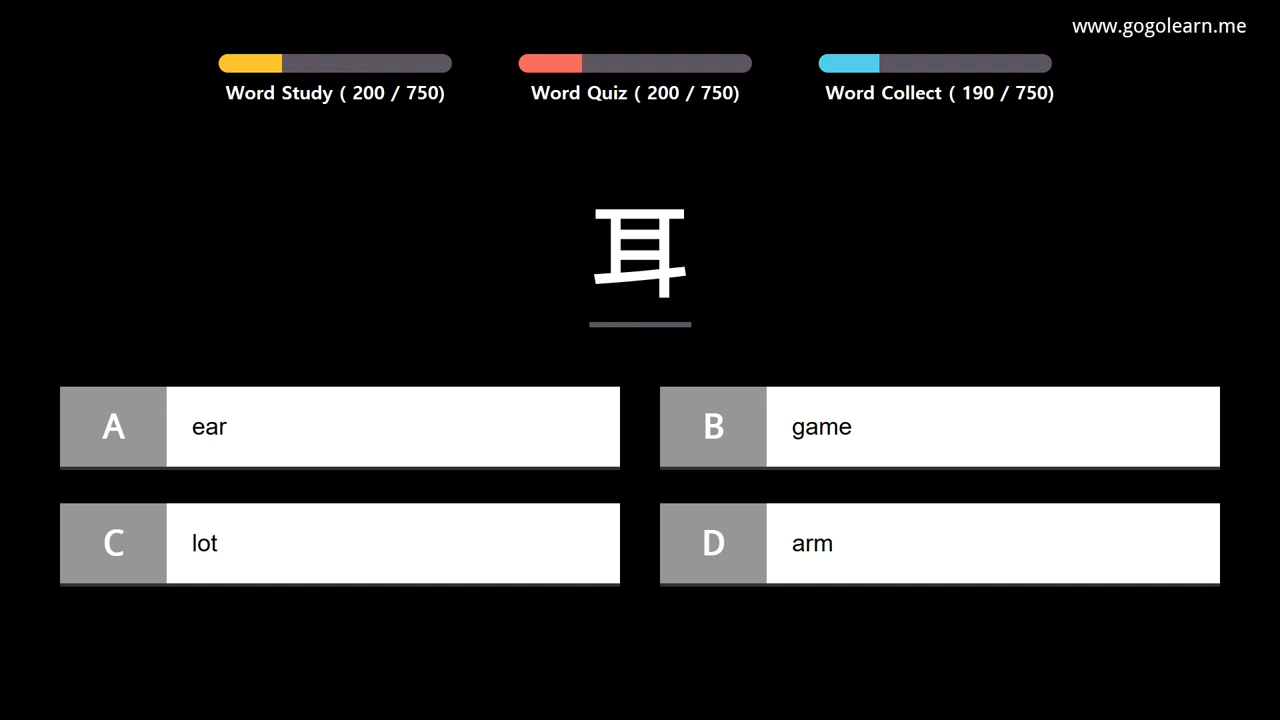 www.gogolearn.me
Word Study ( 200 / 750)
Word Quiz ( 200 / 750)
Word Collect ( 190 / 750)
耳
A ear
B game
C lot
D arm